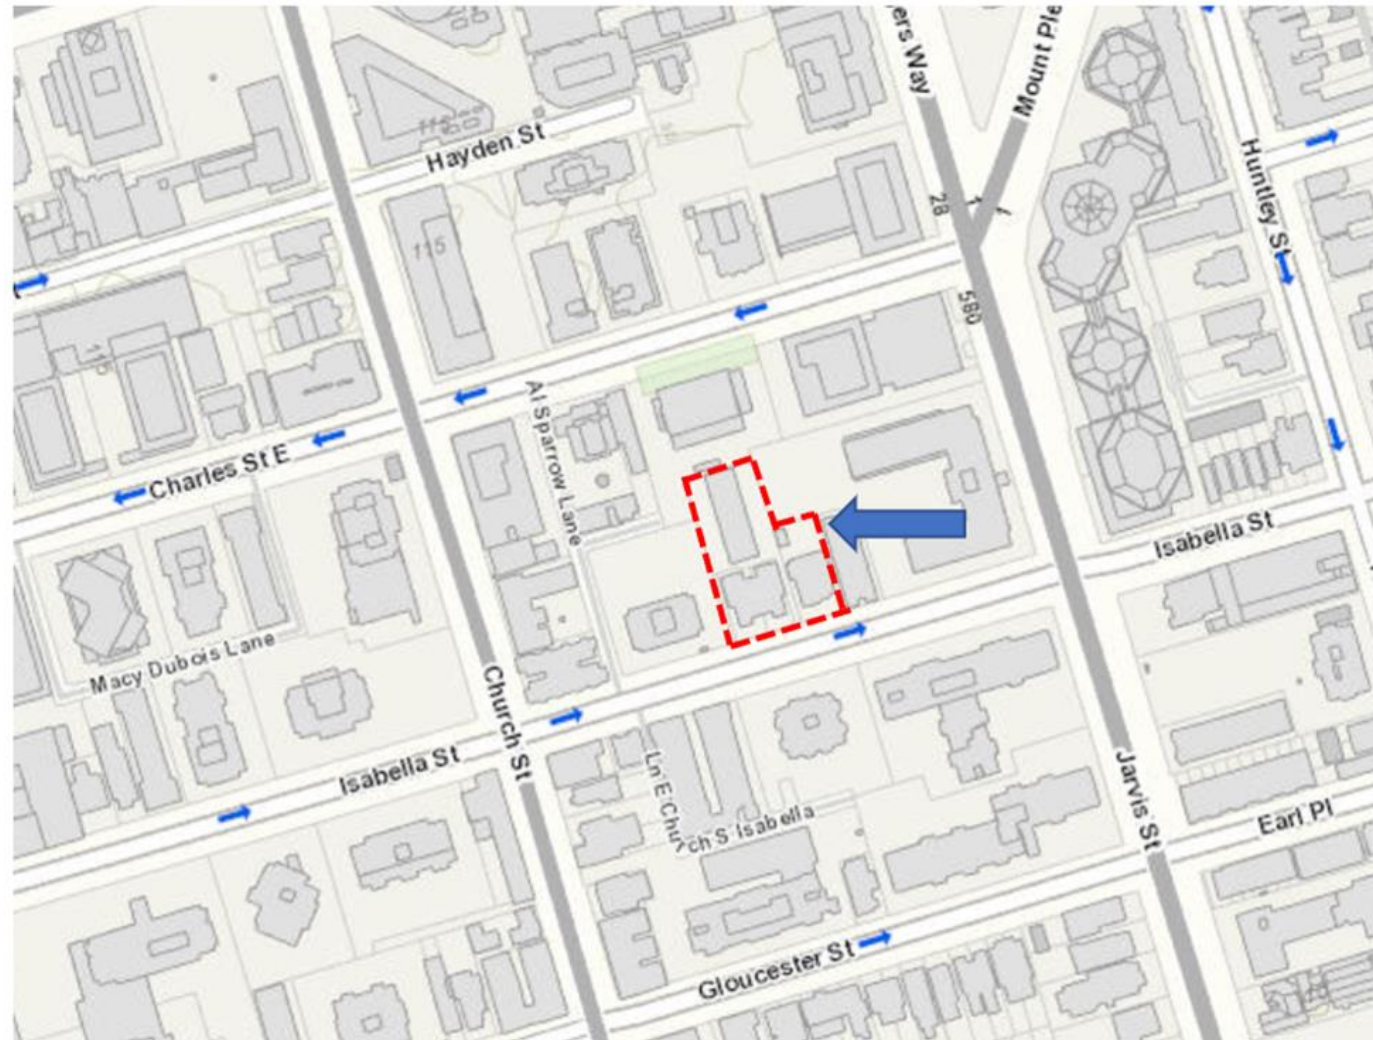 ers Way
Mount Ple
Hayden St
Huntley St
28
115
580
Al Sparrow Lane
Charles St E
Isabella St
Macy Dubois Lane
Church St
Isabella St
Ln E Church S Isabella
Jarvis St
Earl Pl
Gloucester St